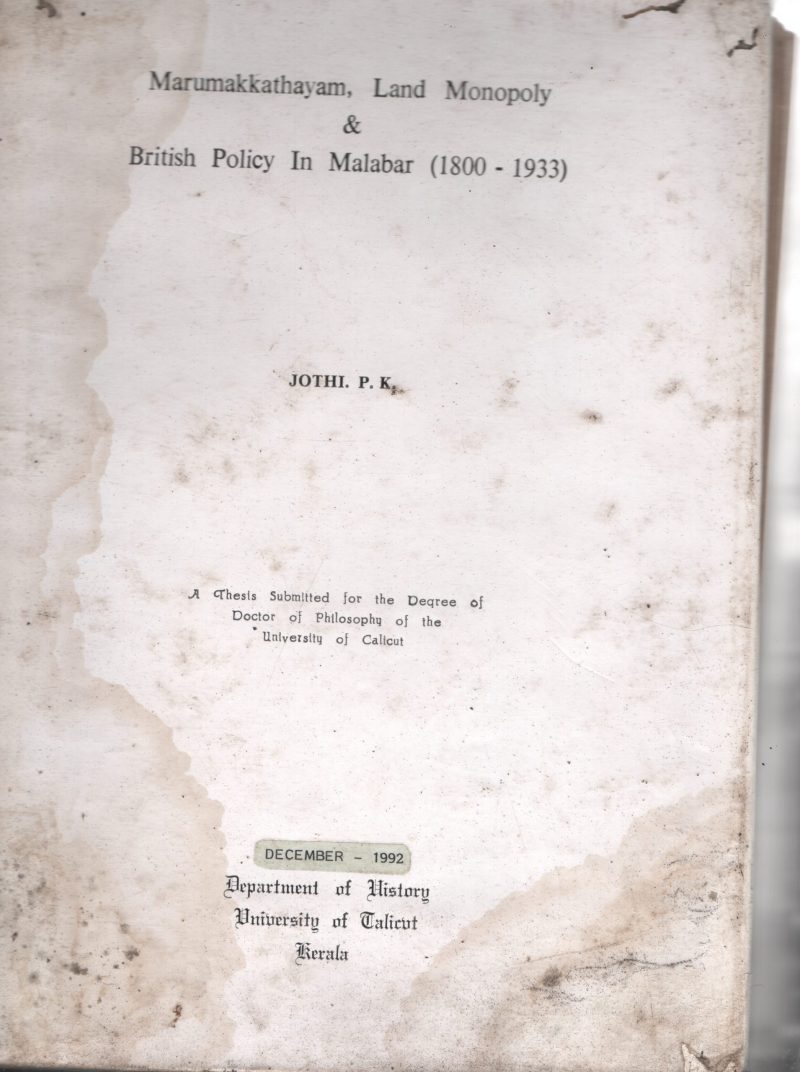 Marumakkathayam, Land Monopoly
&
British Policy In Malabar (1800 - 1933)
JOTHI. P. K.
A Thesis Submitted for the Degree of
Doctor of Philosophy of the
University of Calicut
DECEMBER - 1992
Department of History
University of Calicut
Kerala